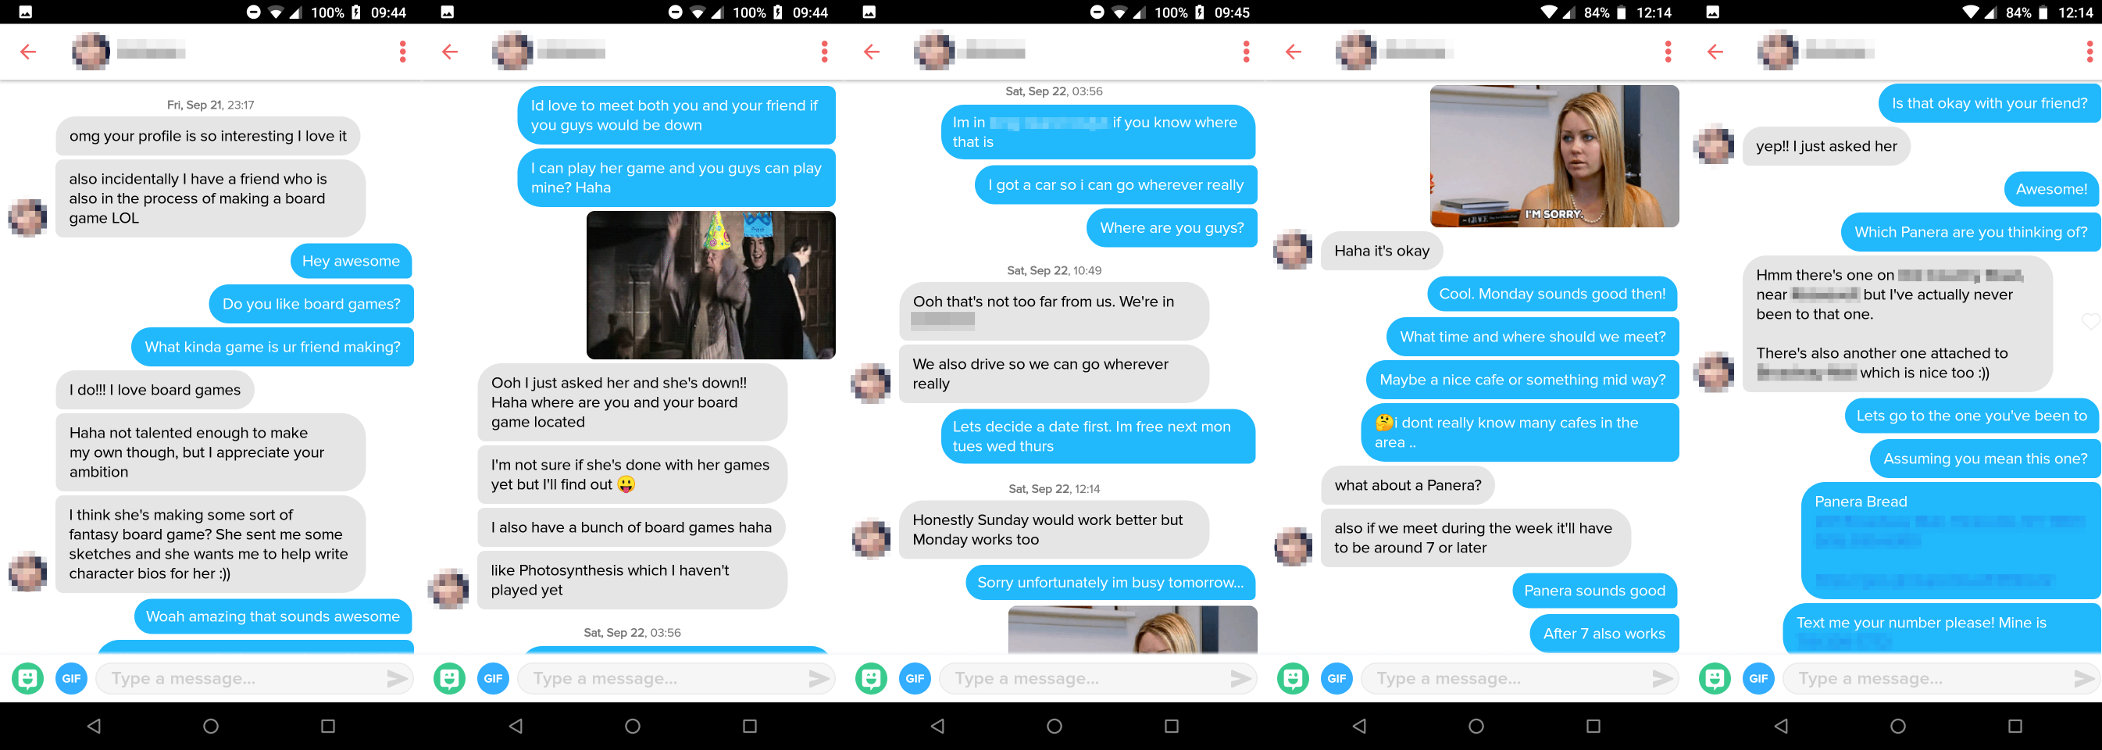 100% 09:44
Fri, Sep 21, 23:17
omg your profile is so interesting I love it
also incidentally I have a friend who is
also in the process of making a board
game LOL
Hey awesome
Do you like board games?
What kinda game is ur friend making?
I do!!! I love board games
Haha not talented enough to make
my own though, but I appreciate your
ambition
I think she's making some sort of
fantasy board game? She sent me some
sketches and she wants me to help write
character bios for her :))
Woah amazing that sounds awesome
GIF
Type a message...
100% 09:44
Id love to meet both you and your friend if
you guys would be down
I can play her game and you guys can play
mine? Haha
Ooh I just asked her and she's down!!
Haha where are you and your board
game located
I'm not sure if she's done with her games
yet but I'll find out 😛
I also have a bunch of board games haha
like Photosynthesis which I haven't
played yet
Sat, Sep 22, 03:56
GIF
Type a message...
100% 09:45
Sat, Sep 22, 03:56
Im in if you know where
that is
I got a car so i can go wherever really
Where are you guys?
Sat, Sep 22, 10:49
Ooh that's not too far from us. We're in
We also drive so we can go wherever
really
Lets decide a date first. Im free next mon
tues wed thurs
Sat, Sep 22, 12:14
Honestly Sunday would work better but
Monday works too
Sorry unfortunately im busy tomorrow...
GIF
Type a message...
84% 12:14
I'M SORRY.
Haha it's okay
Cool. Monday sounds good then!
What time and where should we meet?
Maybe a nice cafe or something mid way?
🤔i dont really know many cafes in the
area ..
what about a Panera?
also if we meet during the week it'll have
to be around 7 or later
Panera sounds good
After 7 also works
GIF
Type a message...
84% 12:14
Is that okay with your friend?
yep!! I just asked her
Awesome!
Which Panera are you thinking of?
Hmm there's one on
near but I've actually never
been to that one.
There's also another one attached to
which is nice too :))
Lets go to the one you've been to
Assuming you mean this one?
Panera Bread
Text me your number please! Mine is
GIF
Type a message...